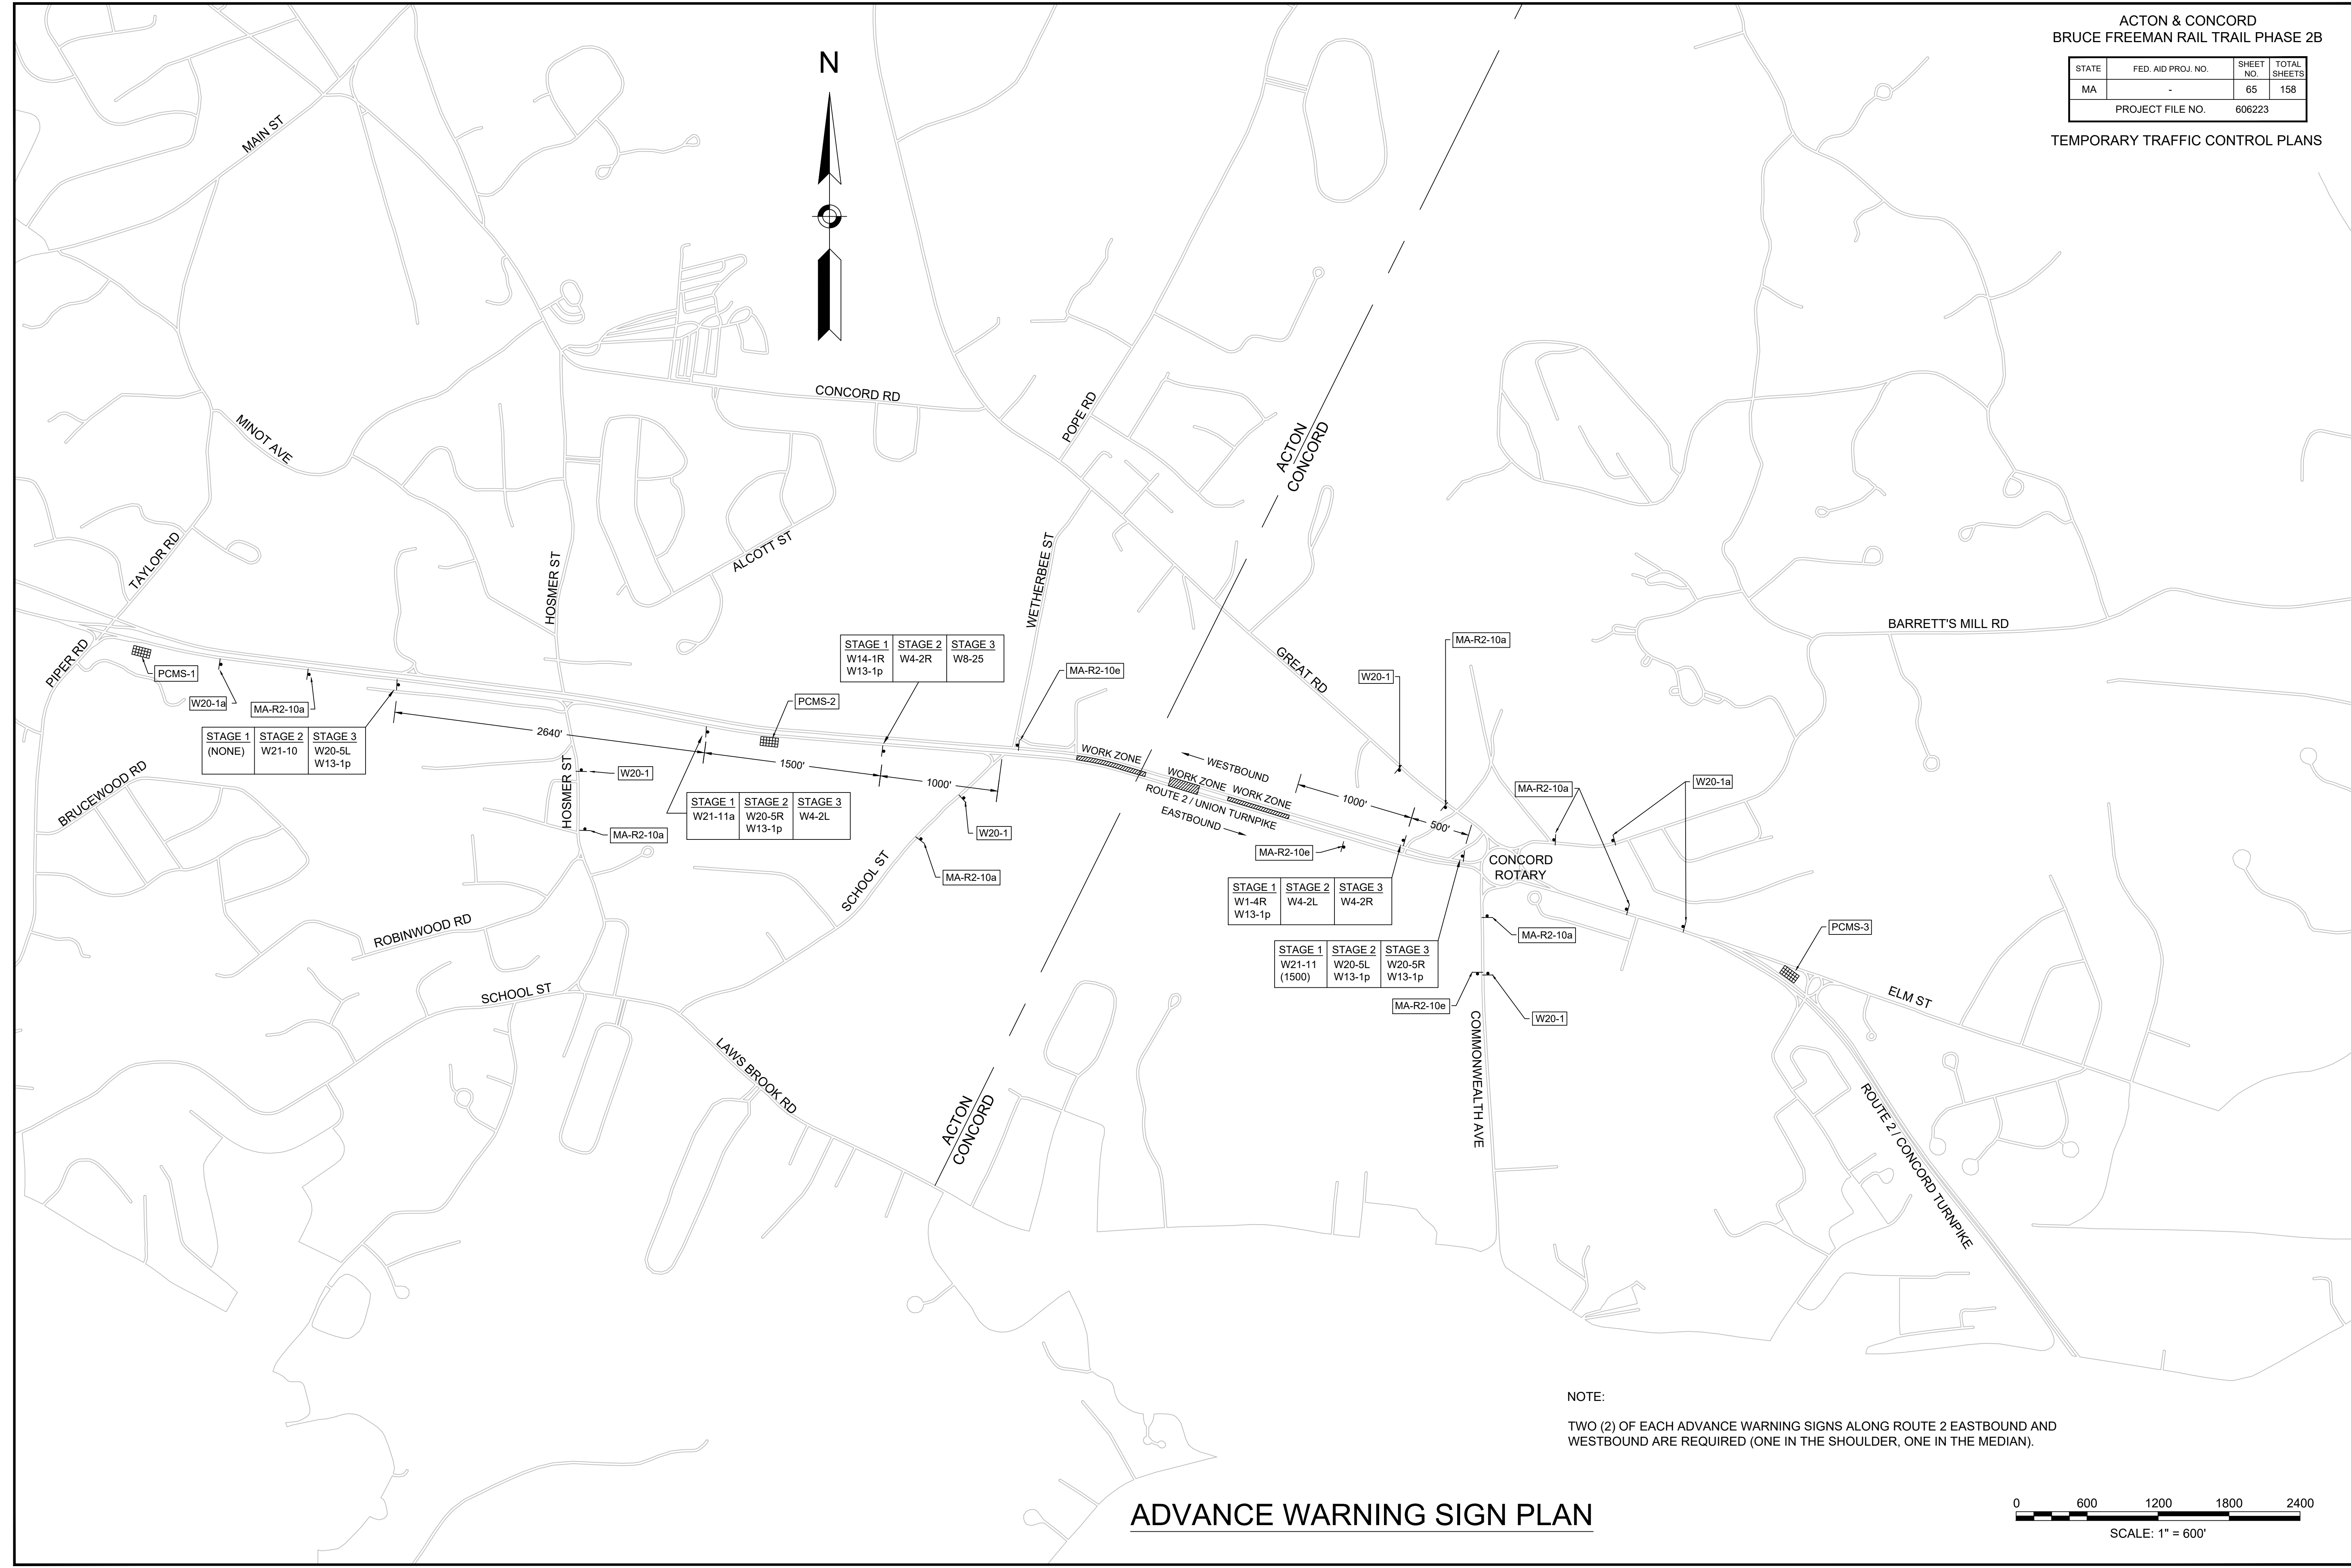 ACTON & CONCORD
BRUCE FREEMAN RAIL TRAIL PHASE 2B
STATE
FED. AID PROJ. NO.
SHEET NO.
TOTAL SHEETS
MA
-
65
158
PROJECT FILE NO.
606223
TEMPORARY TRAFFIC CONTROL PLANS
N
MAIN ST
CONCORD RD
POPE RD
MINOT AVE
ACTON
CONCORD
TAYLOR RD
HOSMER ST
ALCOTT ST
WETHERBEE ST
BARRETT'S MILL RD
GREAT RD
PIPER RD
PCMS-1
W20-1a
MA-R2-10a
STAGE 1
(NONE)
STAGE 2
W21-10
STAGE 3
W20-5L
W13-1p
2640'
STAGE 1
W14-1R
W13-1p
STAGE 2
W4-2R
STAGE 3
W8-25
PCMS-2
MA-R2-10e
1500'
1000'
W20-1
MA-R2-10a
HOSMER ST
STAGE 1
W21-11a
STAGE 2
W20-5R
W13-1p
STAGE 3
W4-2L
W20-1
MA-R2-10a
WORK ZONE
WORK ZONE
WORK ZONE
WESTBOUND
ROUTE 2 / UNION TURNPIKE
EASTBOUND
1000'
500'
W20-1
MA-R2-10a
MA-R2-10a
W20-1a
MA-R2-10e
CONCORD
ROTARY
STAGE 1
W1-4R
W13-1p
STAGE 2
W4-2L
STAGE 3
W4-2R
STAGE 1
W21-11
(1500)
STAGE 2
W20-5L
W13-1p
STAGE 3
W20-5R
W13-1p
MA-R2-10a
MA-R2-10e
W20-1
PCMS-3
BRUCEWOOD RD
ROBINWOOD RD
SCHOOL ST
SCHOOL ST
LAWS BROOK RD
ACTON
CONCORD
COMMONWEALTH AVE
ELM ST
ROUTE 2 / CONCORD TURNPIKE
NOTE:
TWO (2) OF EACH ADVANCE WARNING SIGNS ALONG ROUTE 2 EASTBOUND AND
WESTBOUND ARE REQUIRED (ONE IN THE SHOULDER, ONE IN THE MEDIAN).
ADVANCE WARNING SIGN PLAN
0 600 1200 1800 2400
SCALE: 1" = 600'